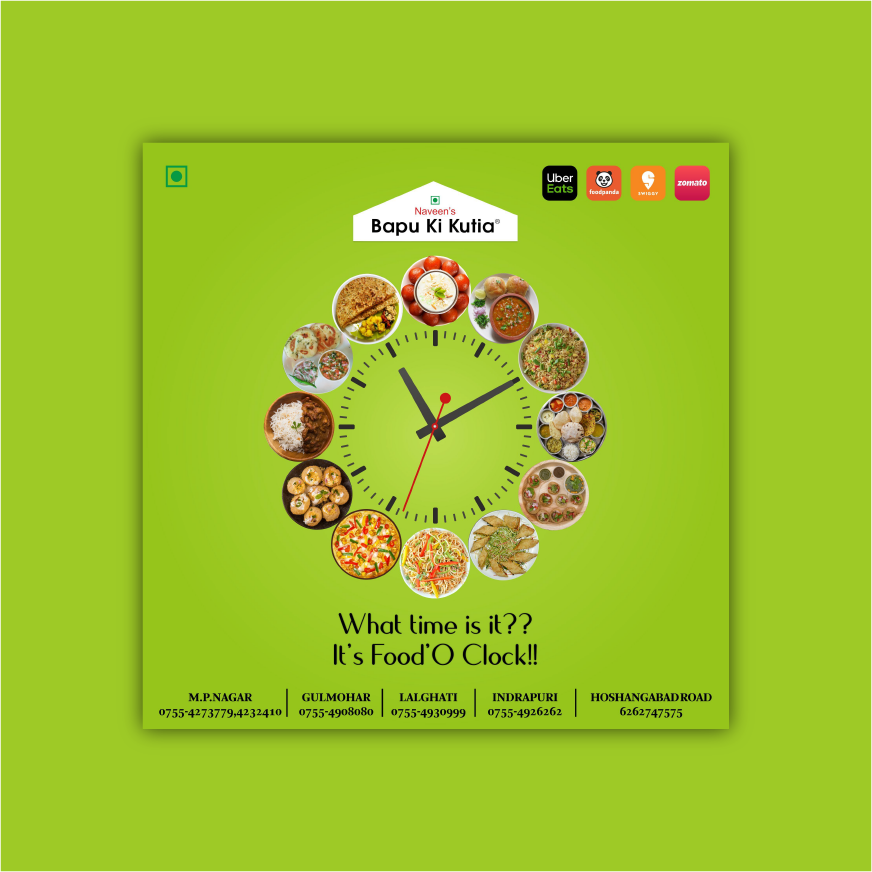 Uber
Eats
foodpanda
SWIGGY
zomato
Naveen's
Bapu Ki Kutia®
What time is it??
It's Food'O Clock!!
M.P.NAGAR
0755-4273779,4232410
GULMOHAR
0755-4908080
LALGHATI
0755-4930999
INDRAPURI
0755-4926262
HOSHANGABAD ROAD
6262747575